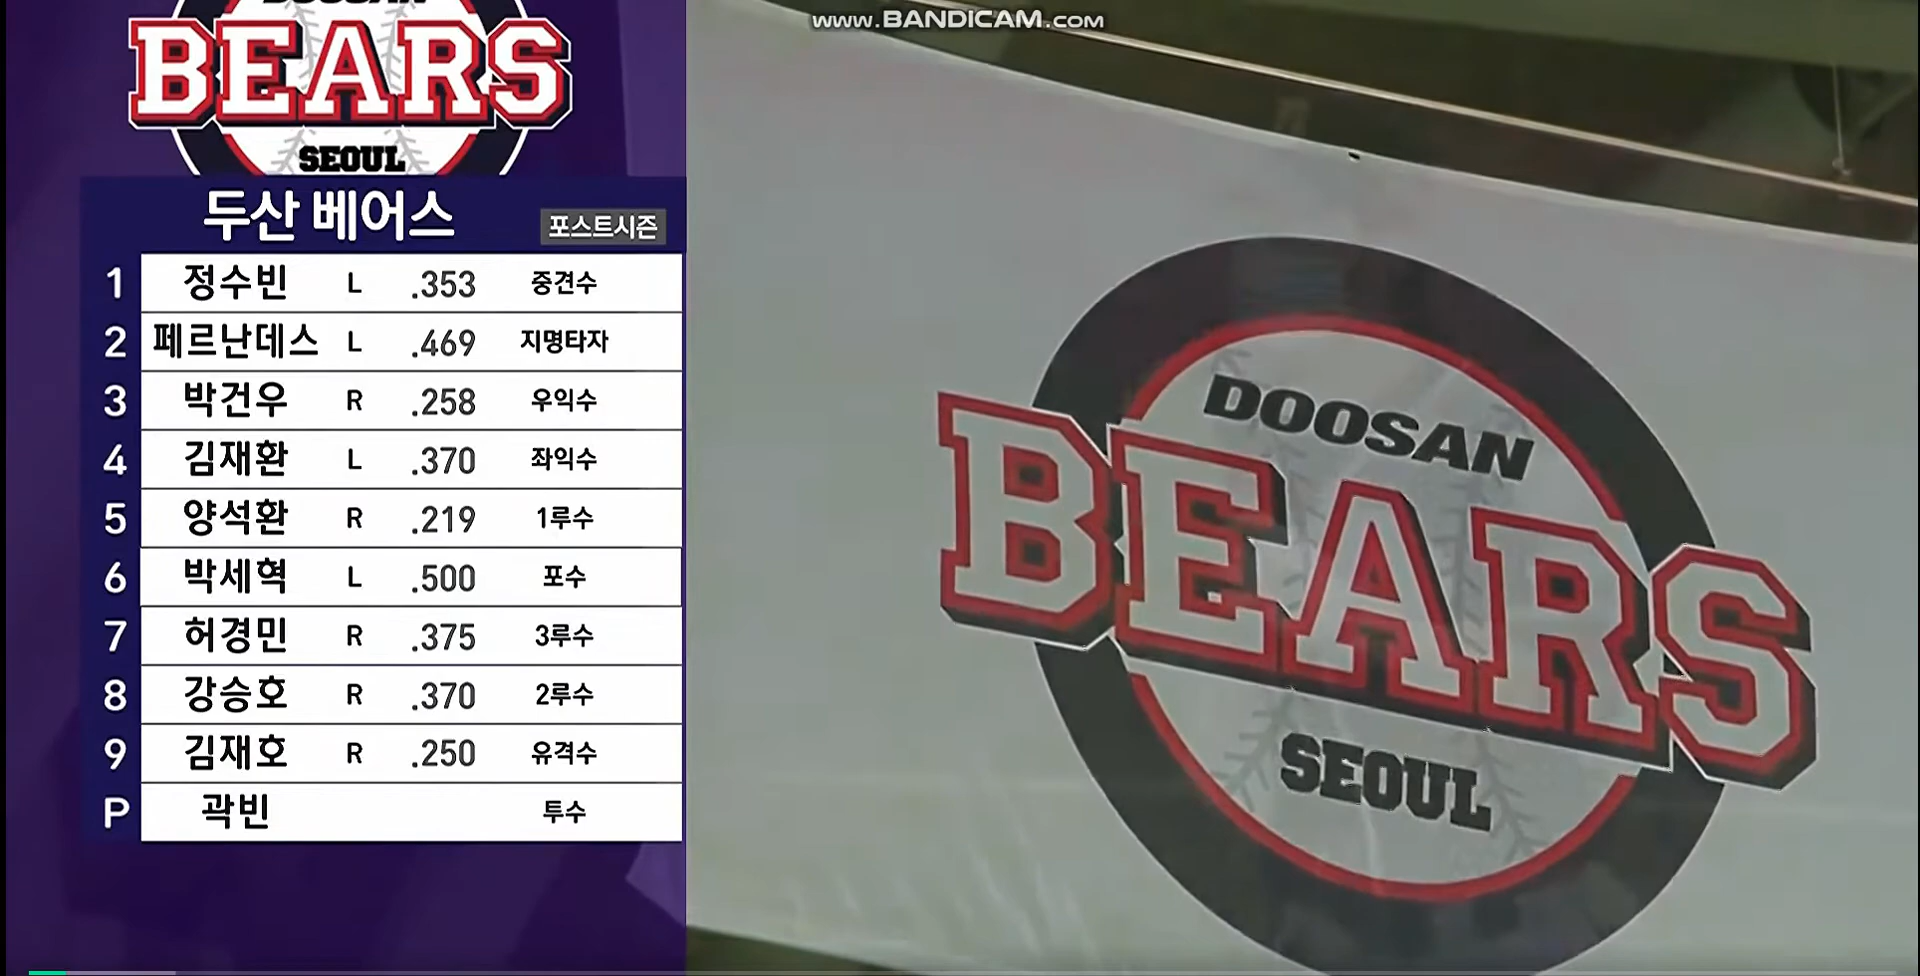 www.BANDICAM.com
DOOSAN
BEARS
SEOUL
두산 베어스 포스트시즌
1 정수빈 L .353 중견수
2 페르난데스 L .469 지명타자
3 박건우 R .258 우익수
4 김재환 L .370 좌익수
5 양석환 R .219 1루수
6 박세혁 L .500 포수
7 허경민 R .375 3루수
8 강승호 R .370 2루수
9 김재호 R .250 유격수
P 곽빈 투수
DOOSAN
BEARS
SEOUL